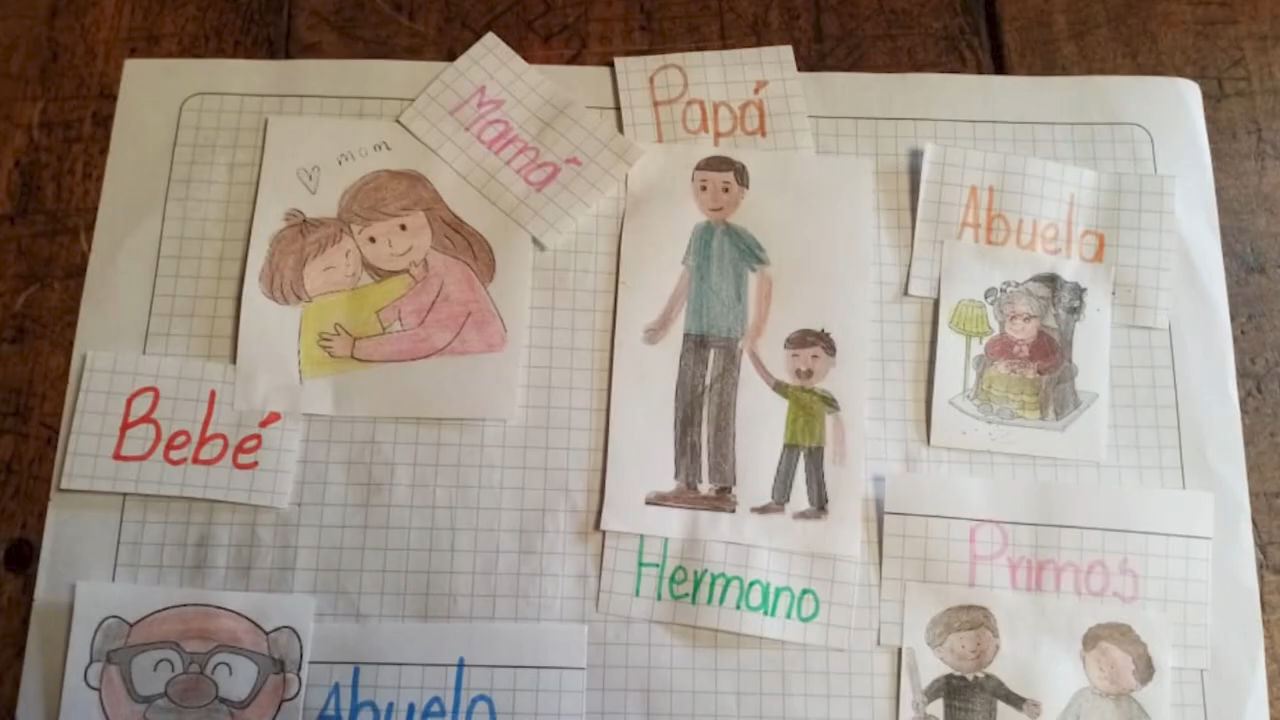 Mamá
Papá
♡ mom
Abuela
Bebé
Hermano
Primos
Abuelo